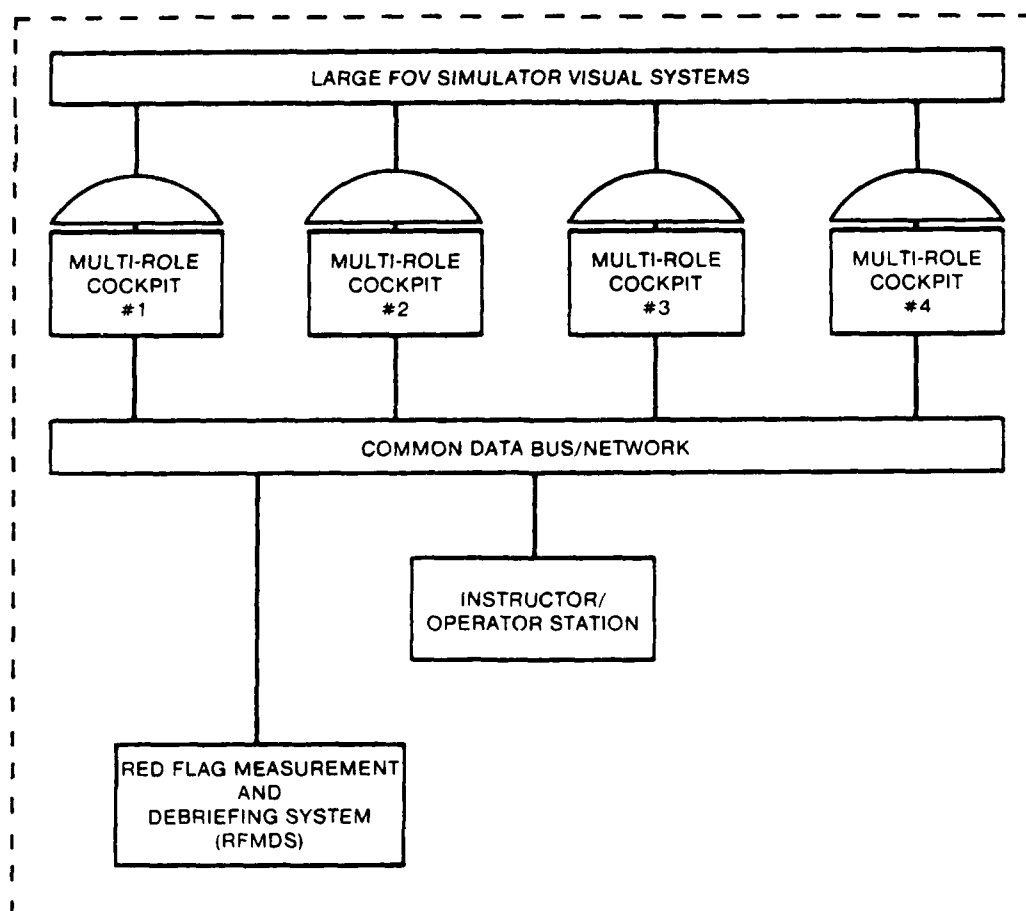 LARGE FOV SIMULATOR VISUAL SYSTEMS
MULTI-ROLE
COCKPIT
#1
MULTI-ROLE
COCKPIT
#2
MULTI-ROLE
COCKPIT
#3
MULTI-ROLE
COCKPIT
#4
COMMON DATA BUS/NETWORK
INSTRUCTOR/
OPERATOR STATION
RED FLAG MEASUREMENT
AND
DEBRIEFING SYSTEM
(RFMDS)